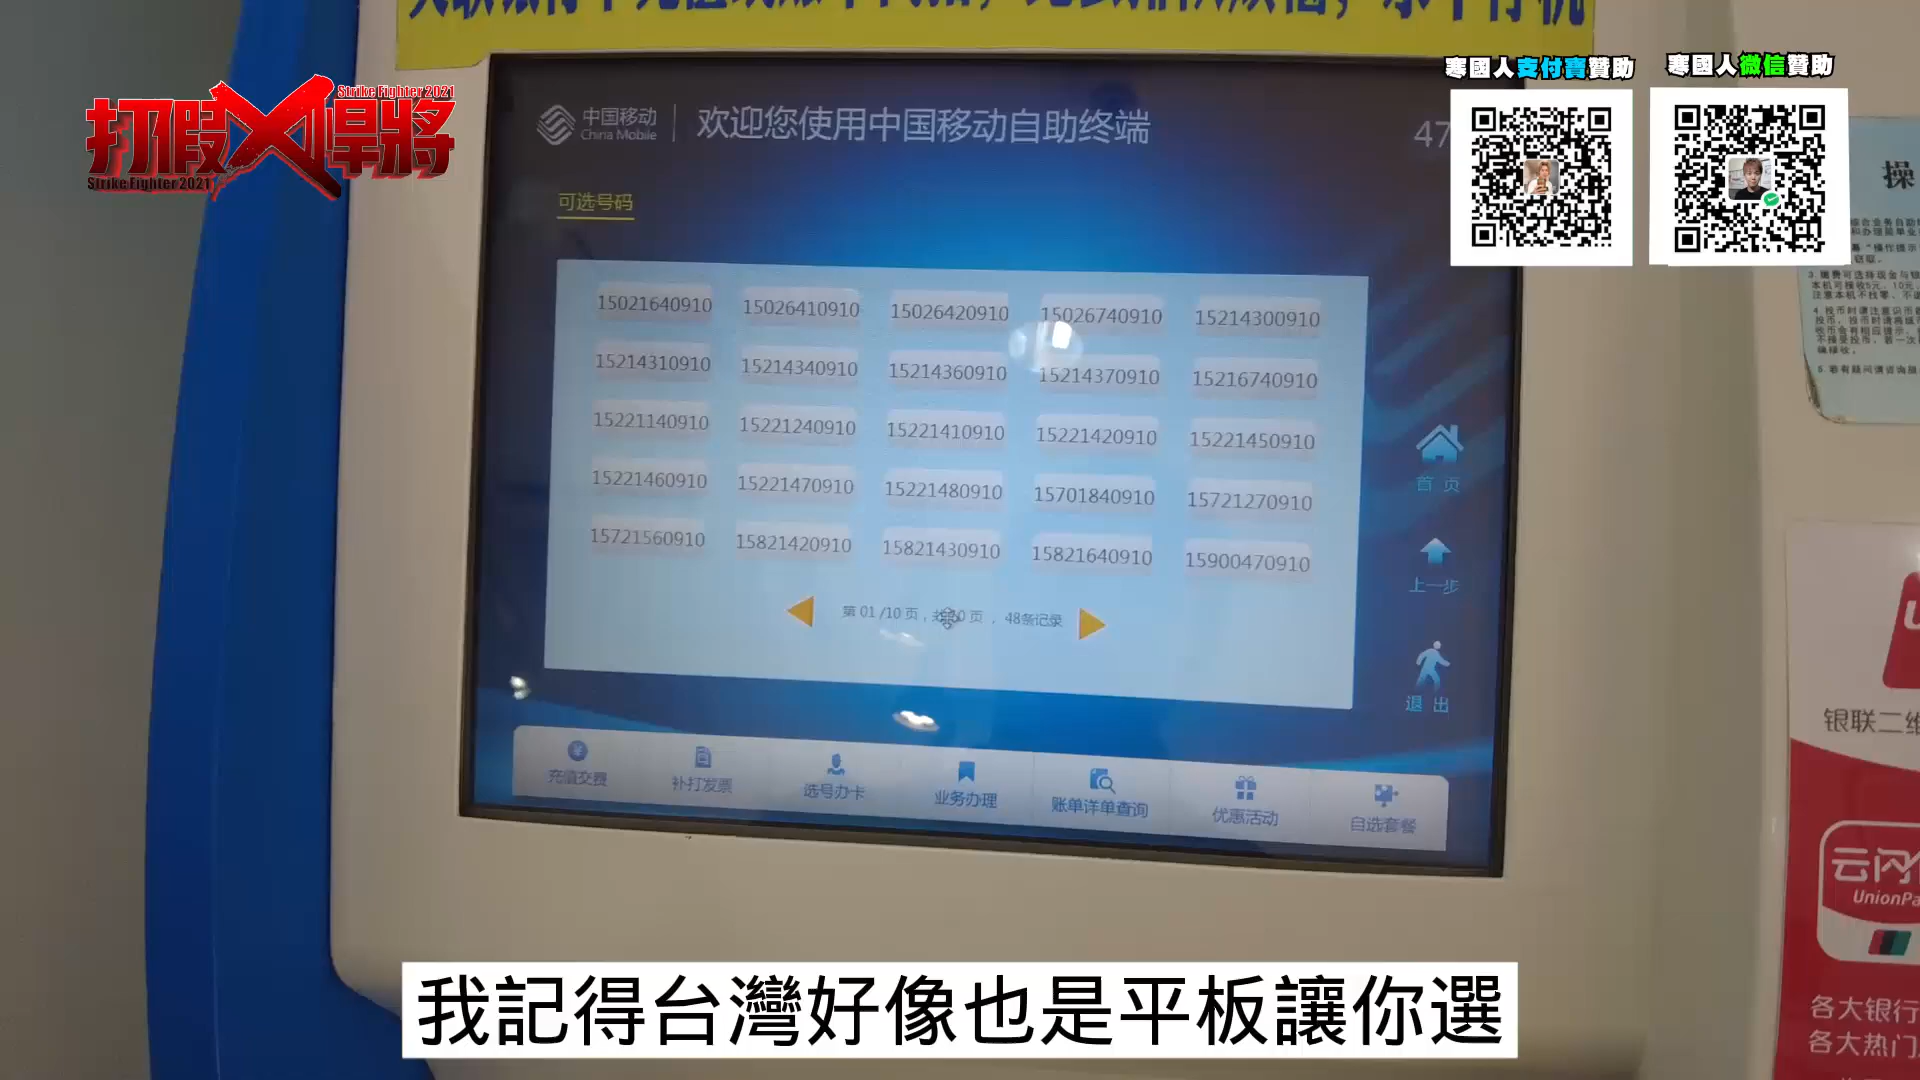 Strike Fighter 2021
打假悍將
Strike Fighter 2021
寒國人支付寶贊助
寒國人微信贊助
中国移动
China Mobile
欢迎您使用中国移动自助终端
47
可选号码
15021640910 15026410910 15026420910 15026740910 15214300910
15214310910 15214340910 15214360910 15214370910 15216740910
15221140910 15221240910 15221410910 15221420910 15221450910
15221460910 15221470910 15221480910 15701840910 15721270910
15721560910 15821420910 15821430910 15821640910 15900470910
第 01 /10 页，共 10 页 ， 48条记录
首 页
上一步
退 出
充值交费
补打发票
选号办卡
业务办理
账单详单查询
优惠活动
自选套餐
操
银联二维
云闪
UnionPa
各大银行
各大热门
我記得台灣好像也是平板讓你選